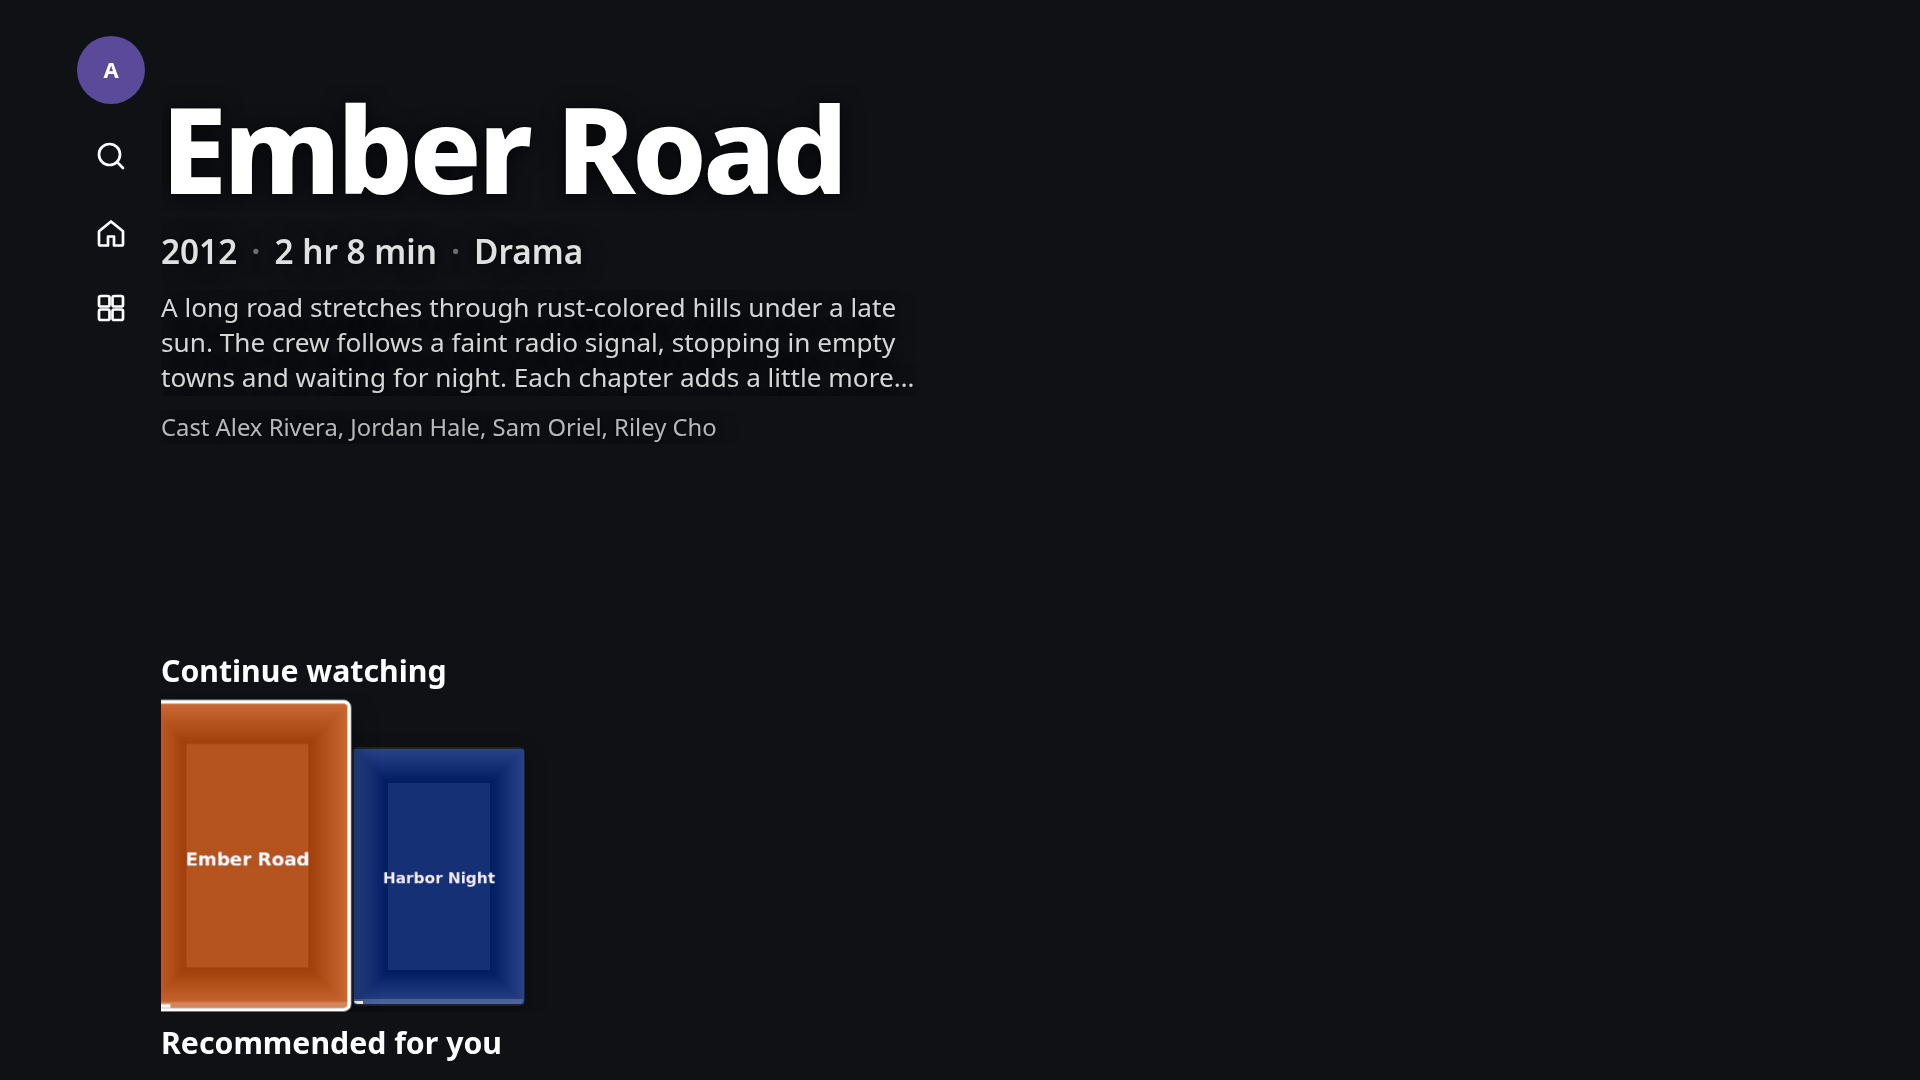 A
Ember Road
2012 · 2 hr 8 min · Drama
A long road stretches through rust-colored hills under a late
sun. The crew follows a faint radio signal, stopping in empty
towns and waiting for night. Each chapter adds a little more...
Cast Alex Rivera, Jordan Hale, Sam Oriel, Riley Cho
Continue watching
Ember Road
Harbor Night
Recommended for you